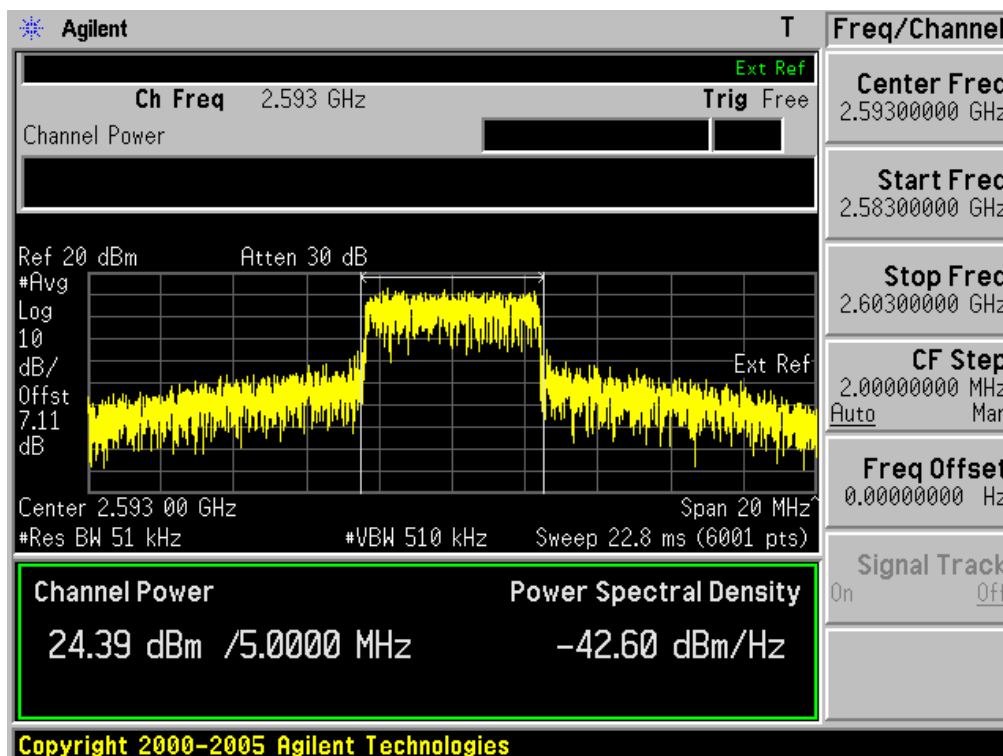 Agilent T
Ext Ref
Ch Freq 2.593 GHz Trig Free
Channel Power
Ref 20 dBm Atten 30 dB
#Avg
Log
10
dB/
Offst
7.11
dB
Ext Ref
Center 2.593 00 GHz Span 20 MHz^
#Res BW 51 kHz #VBW 510 kHz Sweep 22.8 ms (6001 pts)
Channel Power Power Spectral Density
24.39 dBm /5.0000 MHz -42.60 dBm/Hz
Copyright 2000-2005 Agilent Technologies
Freq/Channel
Center Freq
2.59300000 GHz
Start Freq
2.58300000 GHz
Stop Freq
2.60300000 GHz
CF Step
2.00000000 MHz
Auto Man
Freq Offset
0.00000000 Hz
Signal Track
On Off